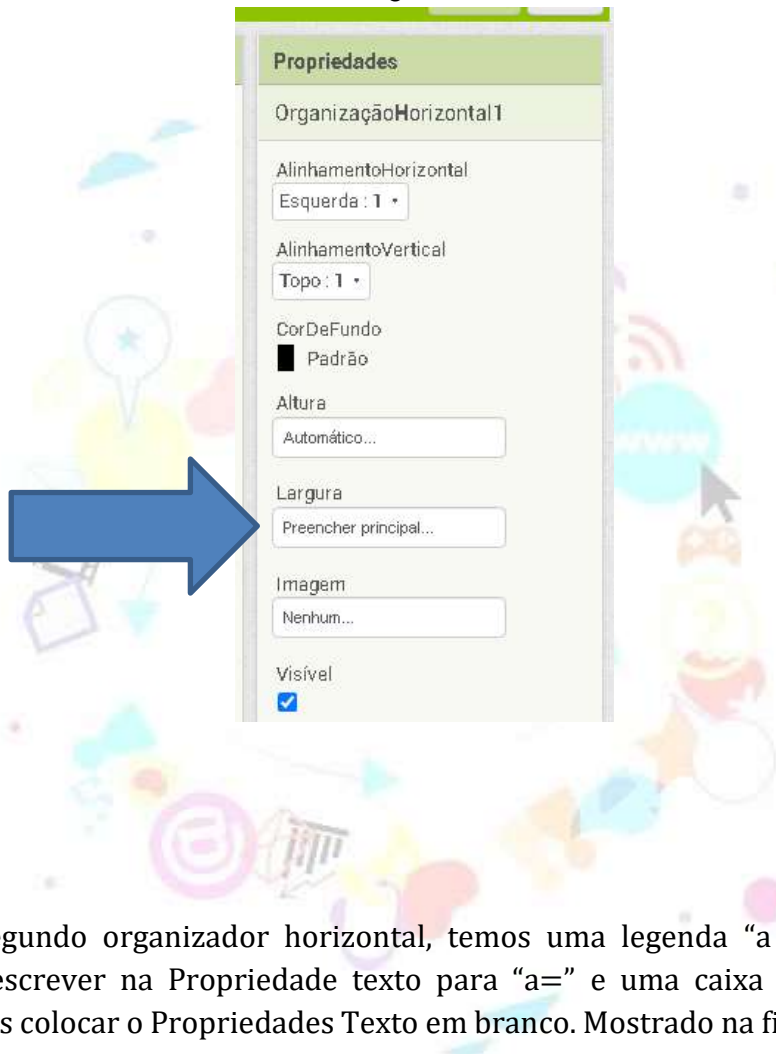 Propriedades
OrganizaçãoHorizontal1
AlinhamentoHorizontal
Esquerda : 1
AlinhamentoVertical
Topo : 1
CorDeFundo
Padrão
Altura
Automático...
Largura
Preencher principal...
Imagem
Nenhum...
Visível
www
egundo organizador horizontal, temos uma legenda “a
escrever na Propriedade texto para “a=” e uma caixa
s colocar o Propriedades Texto em branco. Mostrado na fi